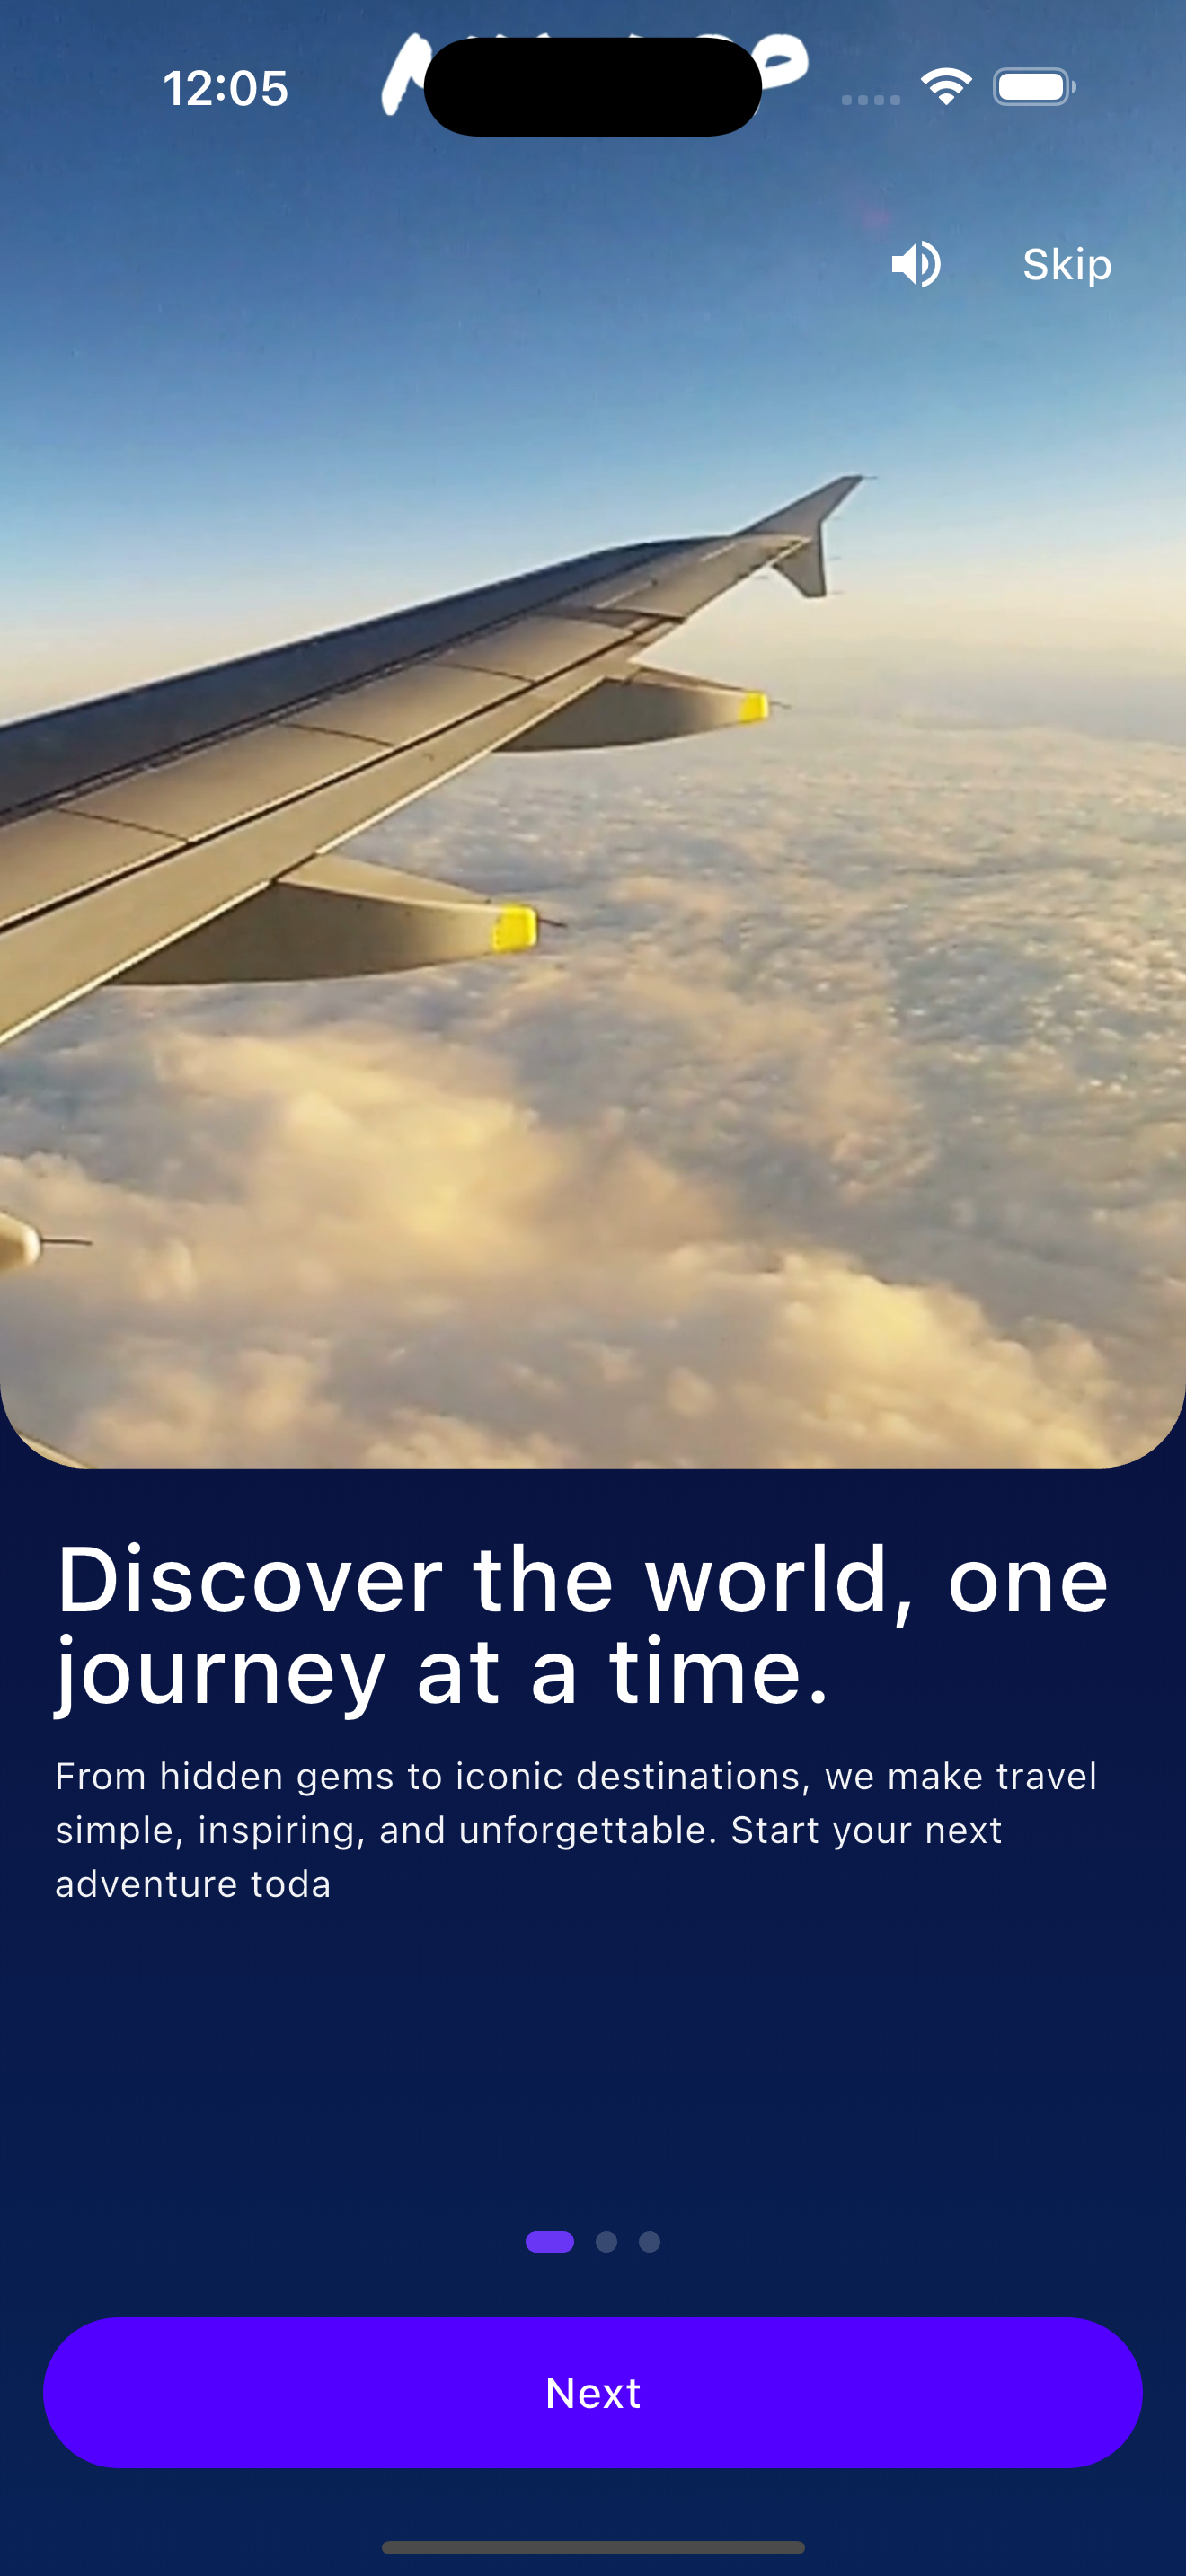 12:05
Skip
Discover the world, one
journey at a time.
From hidden gems to iconic destinations, we make travel
simple, inspiring, and unforgettable. Start your next
adventure toda
Next